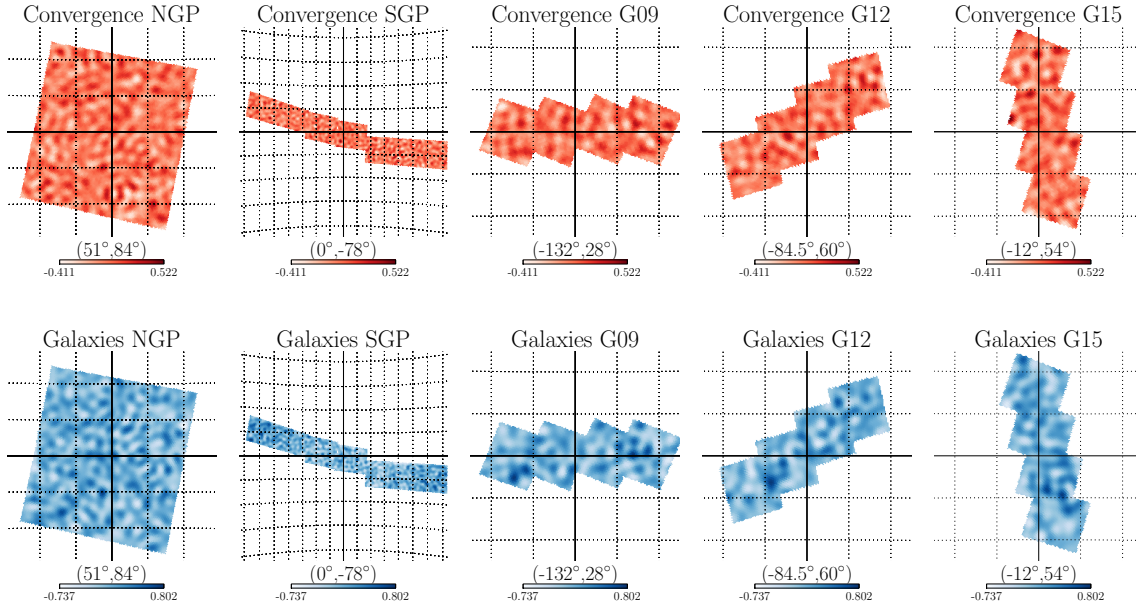 Convergence NGP Convergence SGP Convergence G09 Convergence G12 Convergence G15
(51°,84°) (0°,-78°) (-132°,28°) (-84.5°,60°) (-12°,54°)
-0.411 0.522 -0.411 0.522 -0.411 0.522 -0.411 0.522 -0.411 0.522
Galaxies NGP Galaxies SGP Galaxies G09 Galaxies G12 Galaxies G15
(51°,84°) (0°,-78°) (-132°,28°) (-84.5°,60°) (-12°,54°)
-0.737 0.802 -0.737 0.802 -0.737 0.802 -0.737 0.802 -0.737 0.802